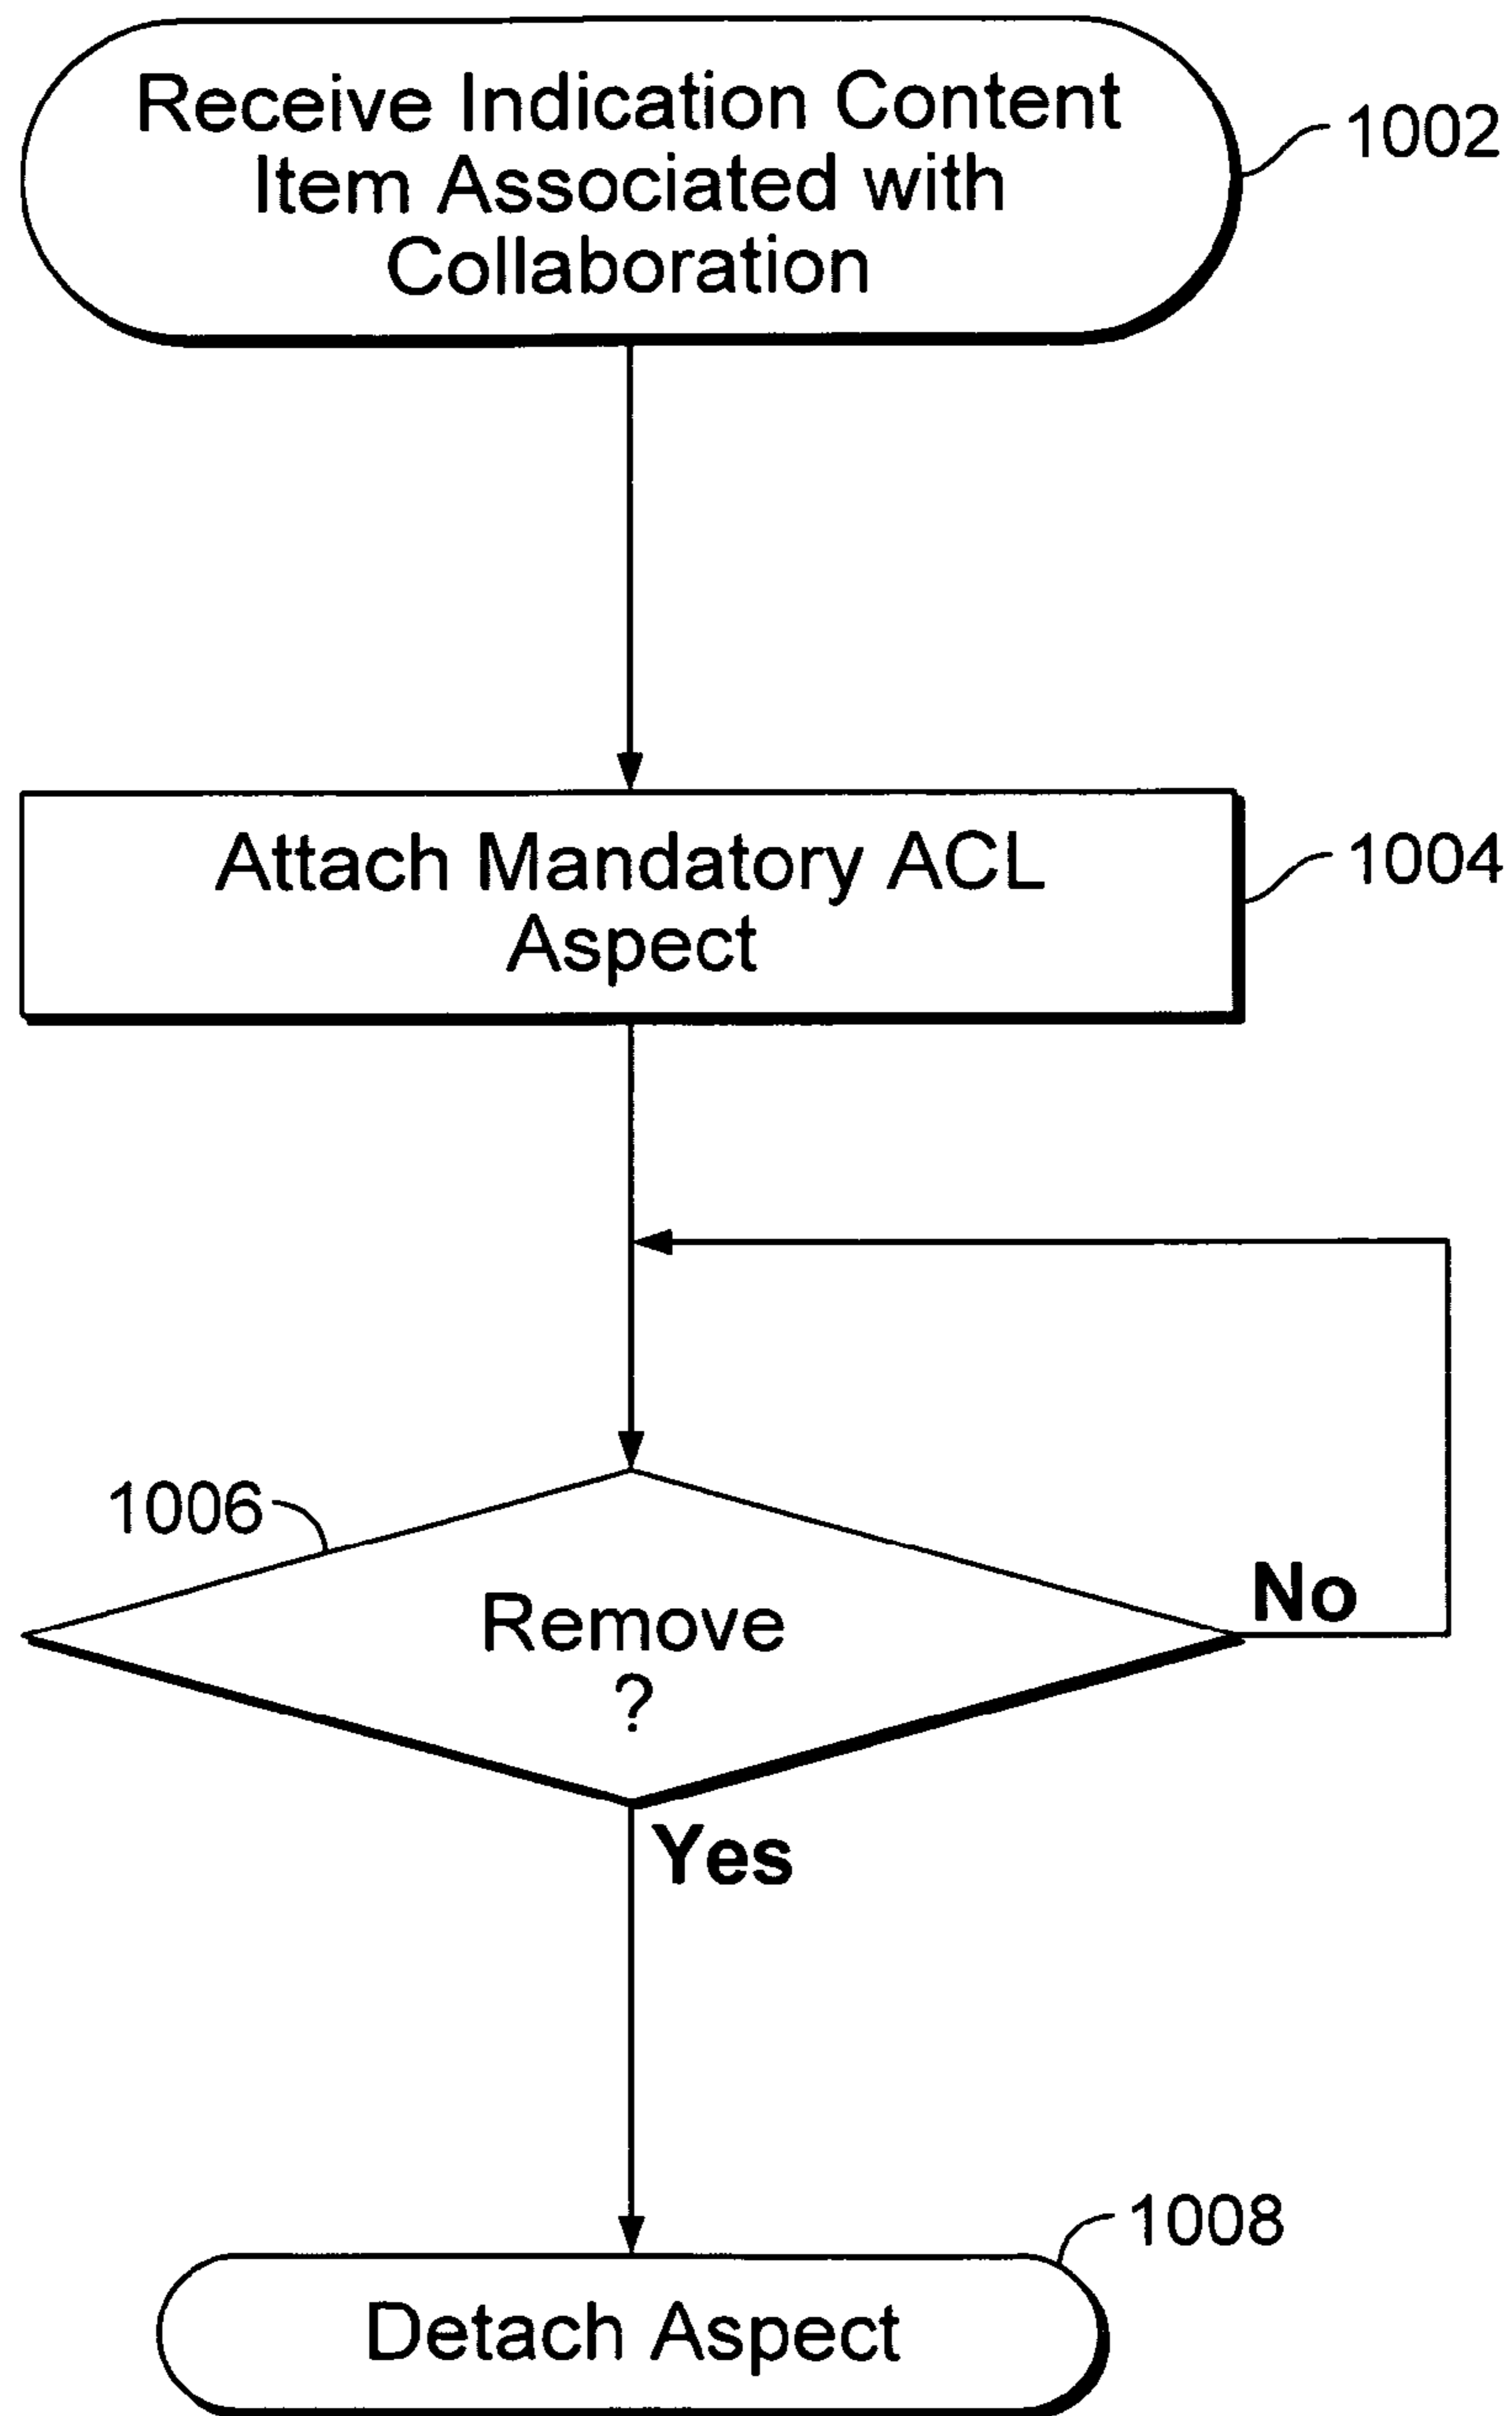 Receive Indication Content
Item Associated with
Collaboration
1002
Attach Mandatory ACL
Aspect
1004
1006
Remove
?
No
Yes
1008
Detach Aspect